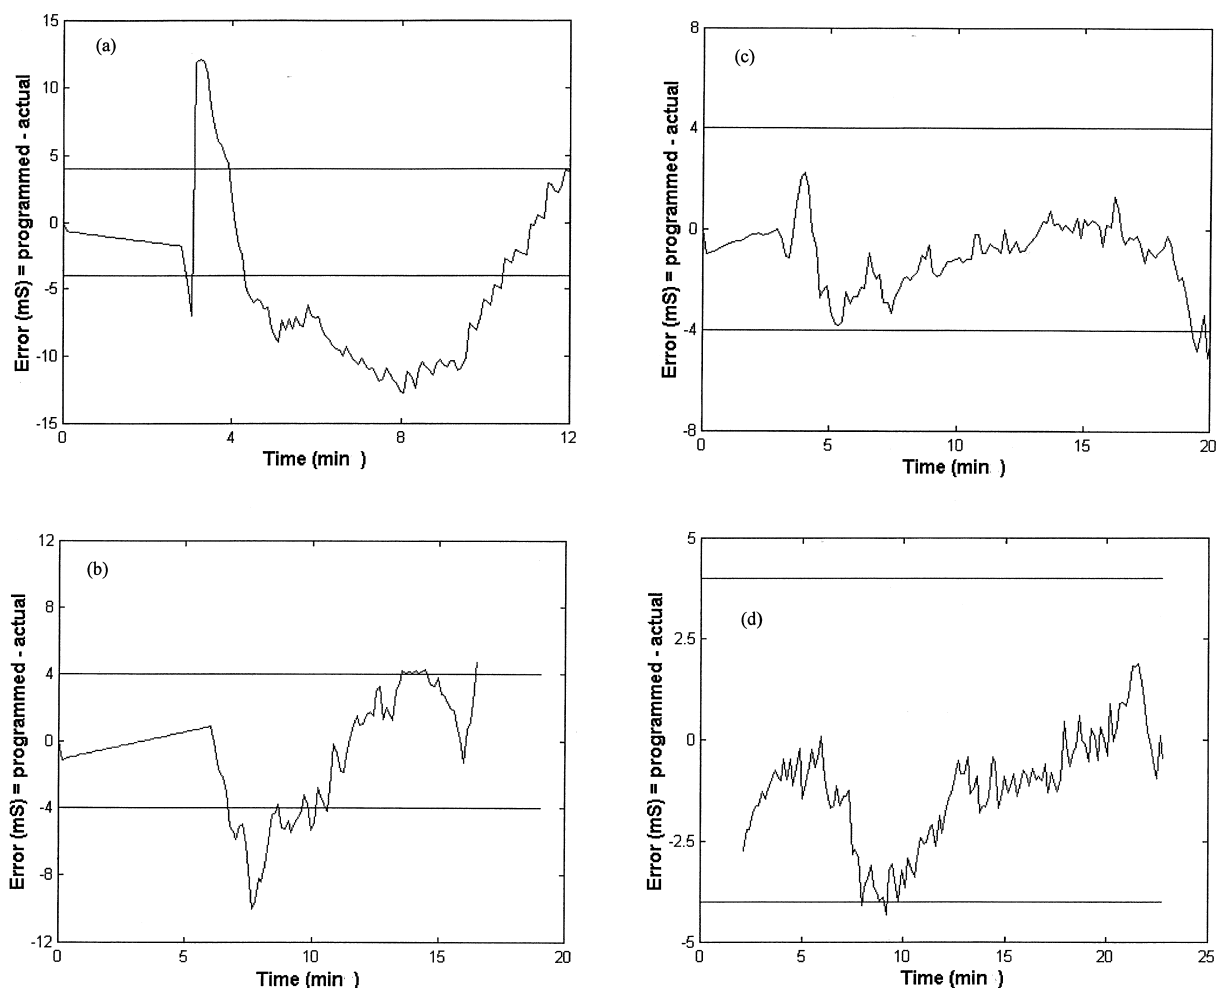 (a)
15
10
5
0
-5
-10
-15
0 4 8 12
Time (min )
Error (mS) = programmed - actual
(c)
8
4
0
-4
-8
0 5 10 15 20
Time (min )
Error (mS) = programmed - actual
(b)
12
8
4
0
-4
-8
-12
0 5 10 15 20
Time (min )
Error (mS) = programmed - actual
(d)
5
2.5
0
-2.5
-5
0 5 10 15 20 25
Time (min )
Error (mS) = programmed - actual